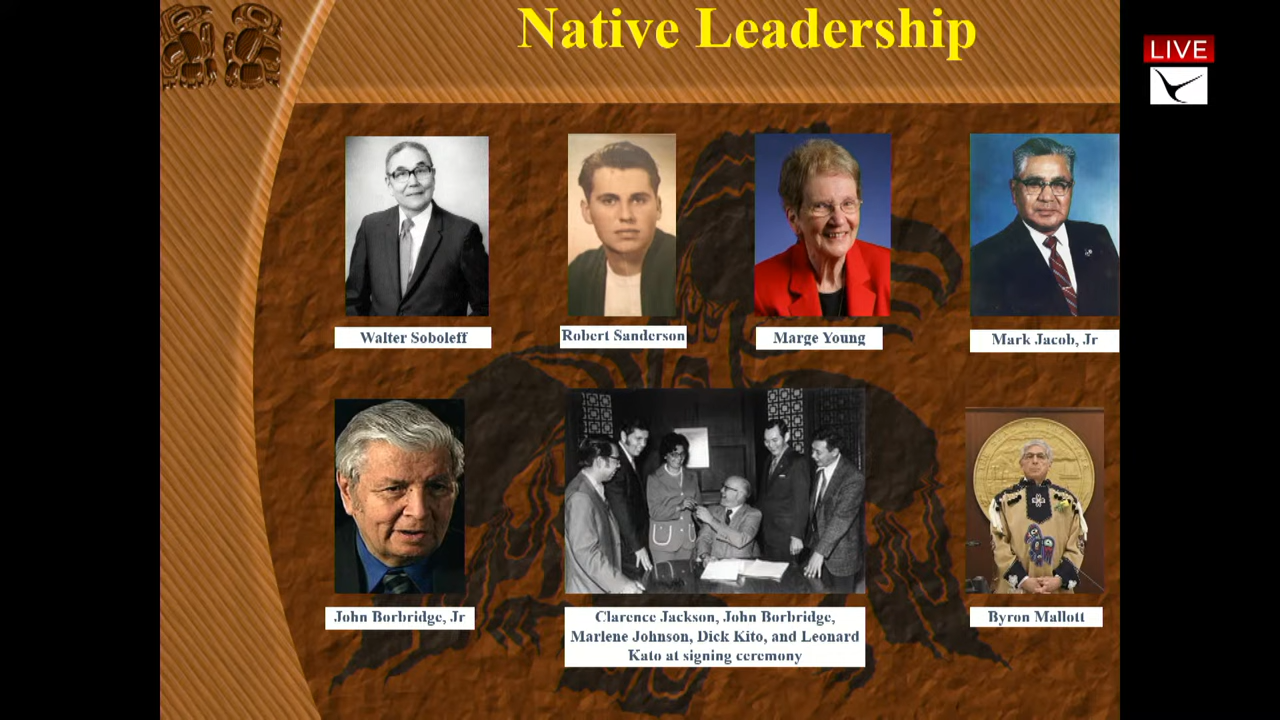 Native Leadership
LIVE
Walter Soboleff
Robert Sanderson
Marge Young
Mark Jacob, Jr
John Borbridge, Jr
Clarence Jackson, John Borbridge,
Marlene Johnson, Dick Kito, and Leonard
Kato at signing ceremony
Byron Mallott